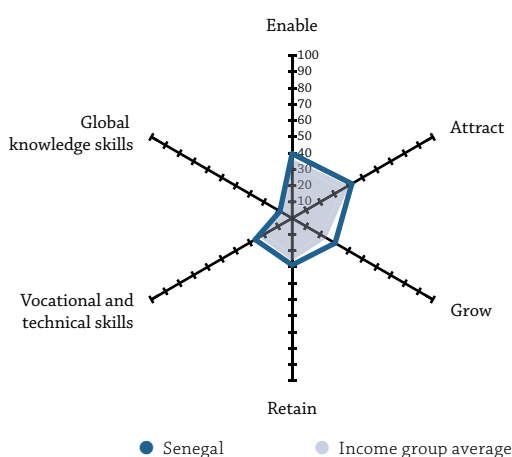 Enable
100
90
80
70
60
50
40
30
20
10
Attract
Global
knowledge skills
Vocational and
technical skills
Grow
Retain
Senegal
Income group average